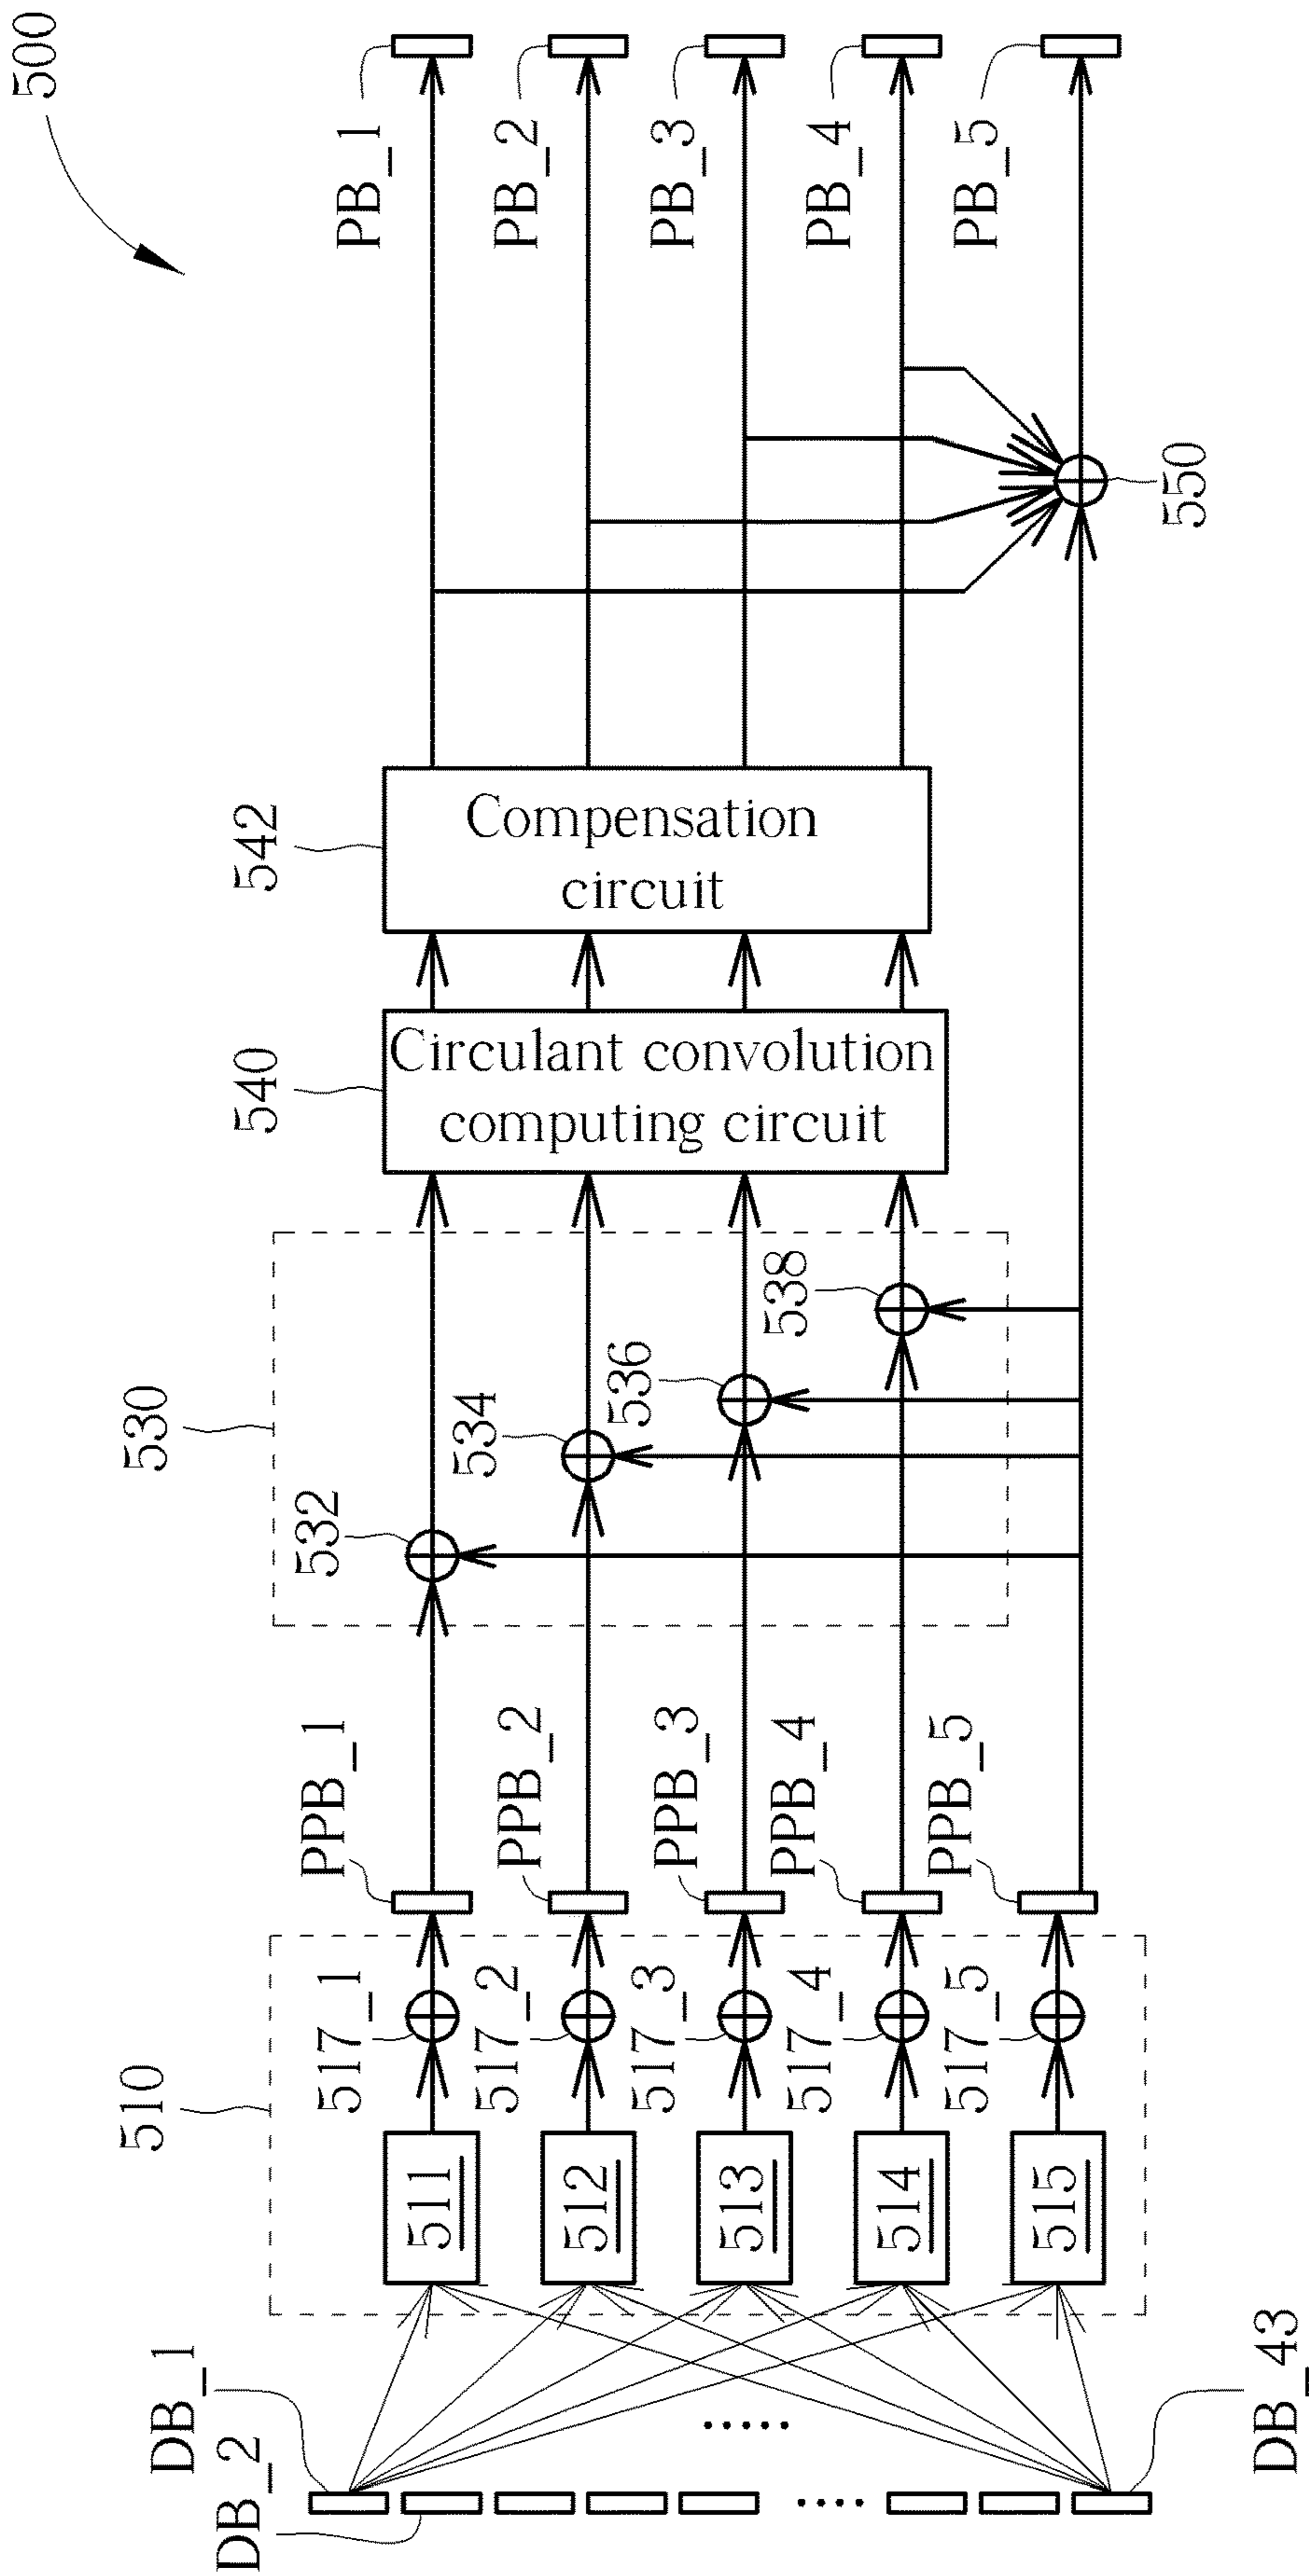 500
DB_1
DB_2
DB_43
510
511
512
513
514
515
517_1
517_2
517_3
517_4
517_5
PPB_1
PPB_2
PPB_3
PPB_4
PPB_5
530
532
534
536
538
540
Circulant convolution
computing circuit
542
Compensation
circuit
550
PB_1
PB_2
PB_3
PB_4
PB_5